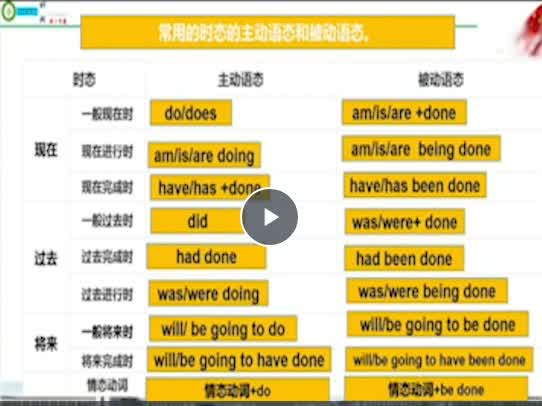 常用的时态的主动语态和被动语态。
时态 主动语态 被动语态
现在 一般现在时 do/does am/is/are +done
现在进行时 am/is/are doing am/is/are being done
现在完成时 have/has +done have/has been done
过去 一般过去时 did was/were+ done
过去完成时 had done had been done
过去进行时 was/were doing was/were being done
将来 一般将来时 will/ be going to do will/be going to be done
将来完成时 will/be going to have done will/be going to have been done
情态动词 情态动词+do 情态动词+be done